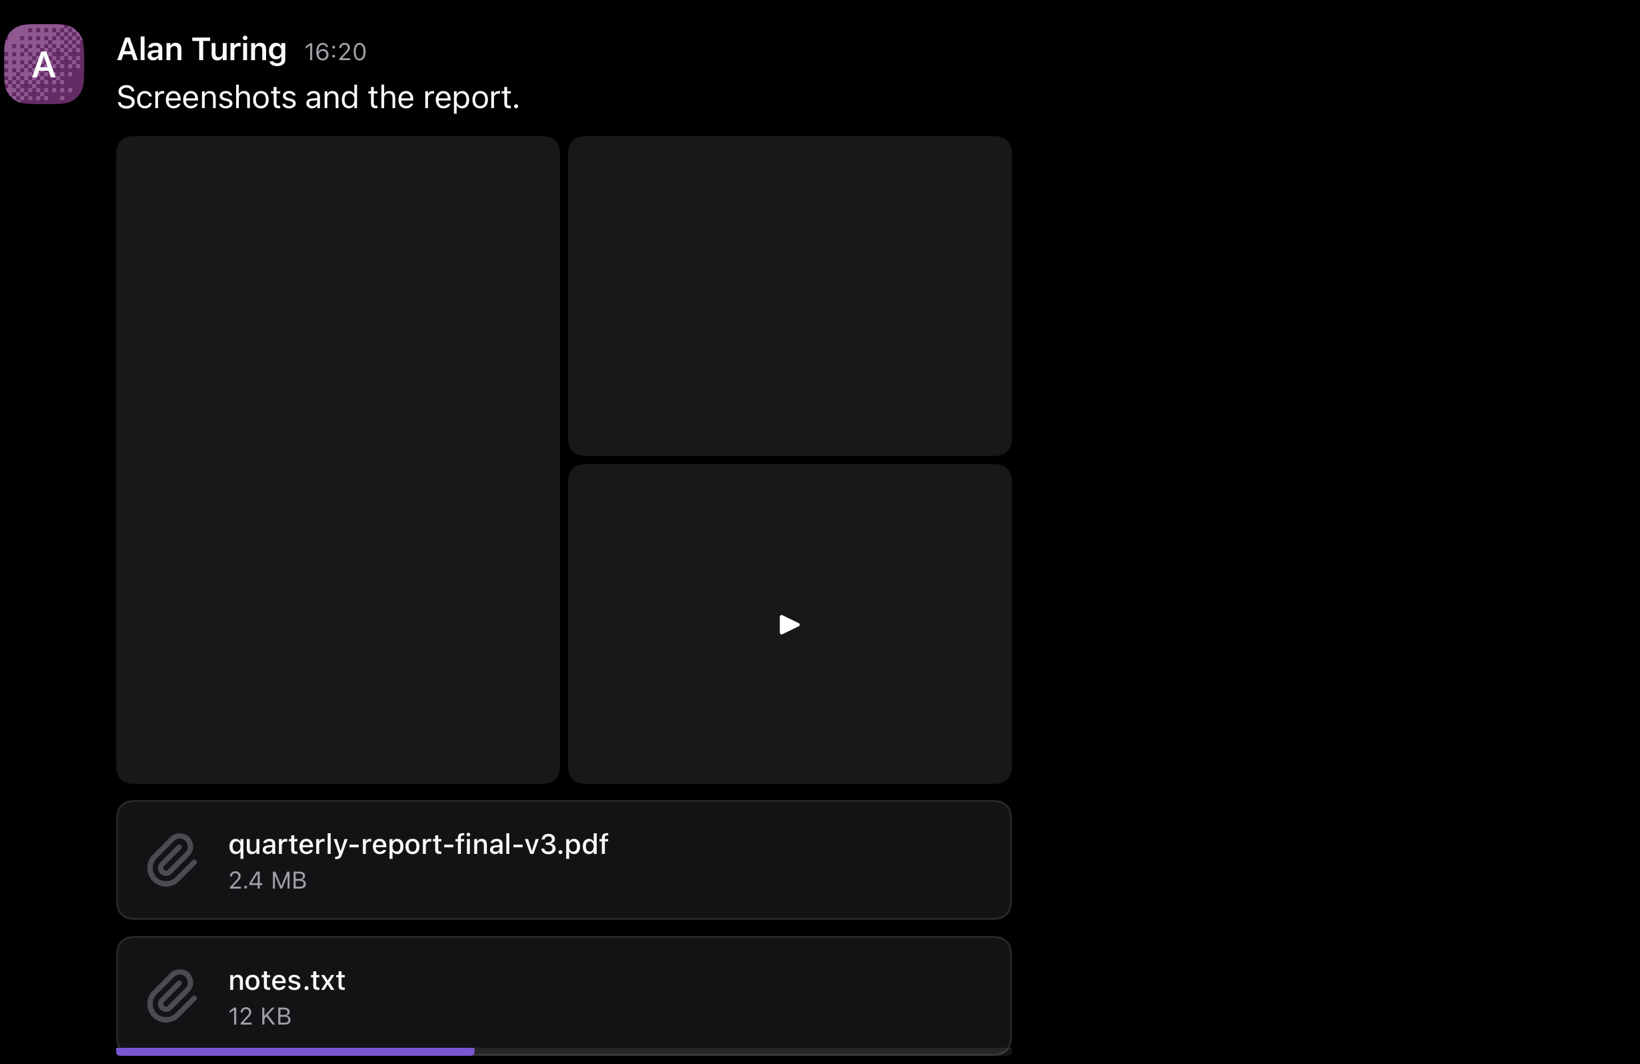 A
Alan Turing 16:20
Screenshots and the report.
quarterly-report-final-v3.pdf
2.4 MB
notes.txt
12 KB